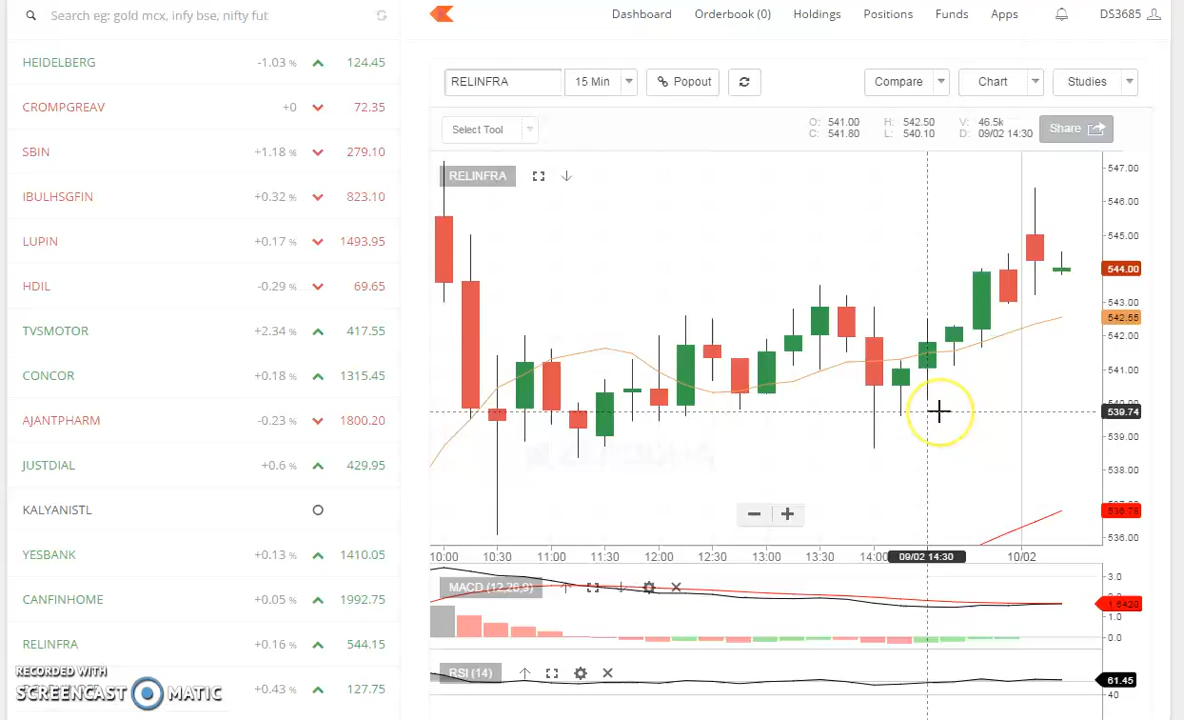 Search eg: gold mcx, infy bse, nifty fut
Dashboard Orderbook (0) Holdings Positions Funds Apps DS3685
HEIDELBERG -1.03 % 124.45
CROMPGREAV +0 72.35
SBIN +1.18 % 279.10
IBULHSGFIN +0.32 % 823.10
LUPIN +0.17 % 1493.95
HDIL -0.29 % 69.65
TVSMOTOR +2.34 % 417.55
CONCOR +0.18 % 1315.45
AJANTPHARM -0.23 % 1800.20
JUSTDIAL +0.6 % 429.95
KALYANISTL
YESBANK +0.13 % 1410.05
CANFINHOME +0.05 % 1992.75
RELINFRA +0.16 % 544.15
+0.43 % 127.75
RECORDED WITH
SCREENCAST MATIC
RELINFRA 15 Min Popout Compare Chart Studies
Select Tool
O: 541.00 H: 542.50 V: 46.5k
C: 541.80 L: 540.10 D: 09/02 14:30
Share
RELINFRA
547.00
546.00
545.00
544.00
543.00
542.55
542.00
541.00
539.74
539.00
538.00
536.78
536.00
10:00 10:30 11:00 11:30 12:00 12:30 13:00 13:30 14:00 09/02 14:30 10/02
MACD (12,26,9)
3.0
1.6420
1.0
0.0
RSI (14)
61.45
40